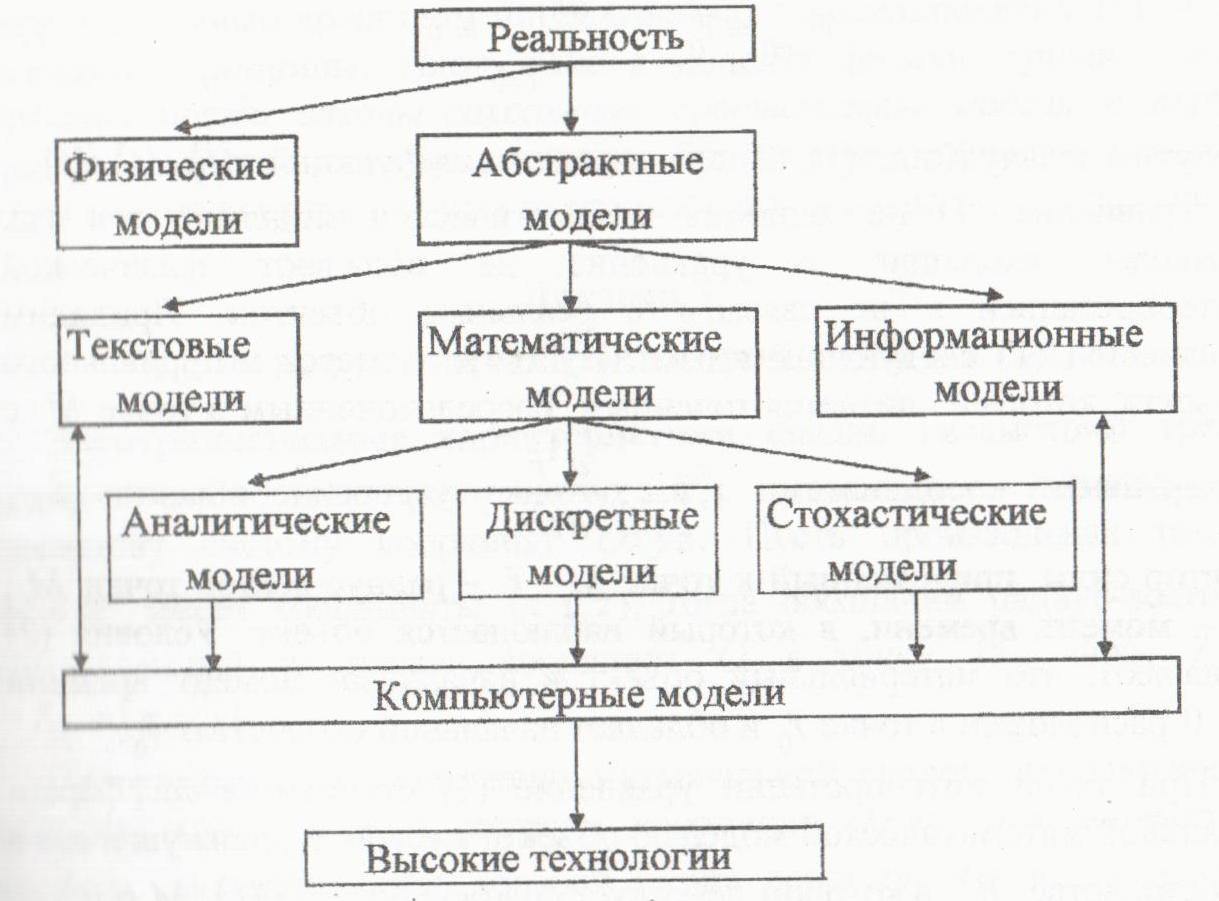 Реальность
Физические
модели
Абстрактные
модели
Текстовые
модели
Математические
модели
Информационные
модели
Аналитические
модели
Дискретные
модели
Стохастические
модели
Компьютерные модели
Высокие технологии